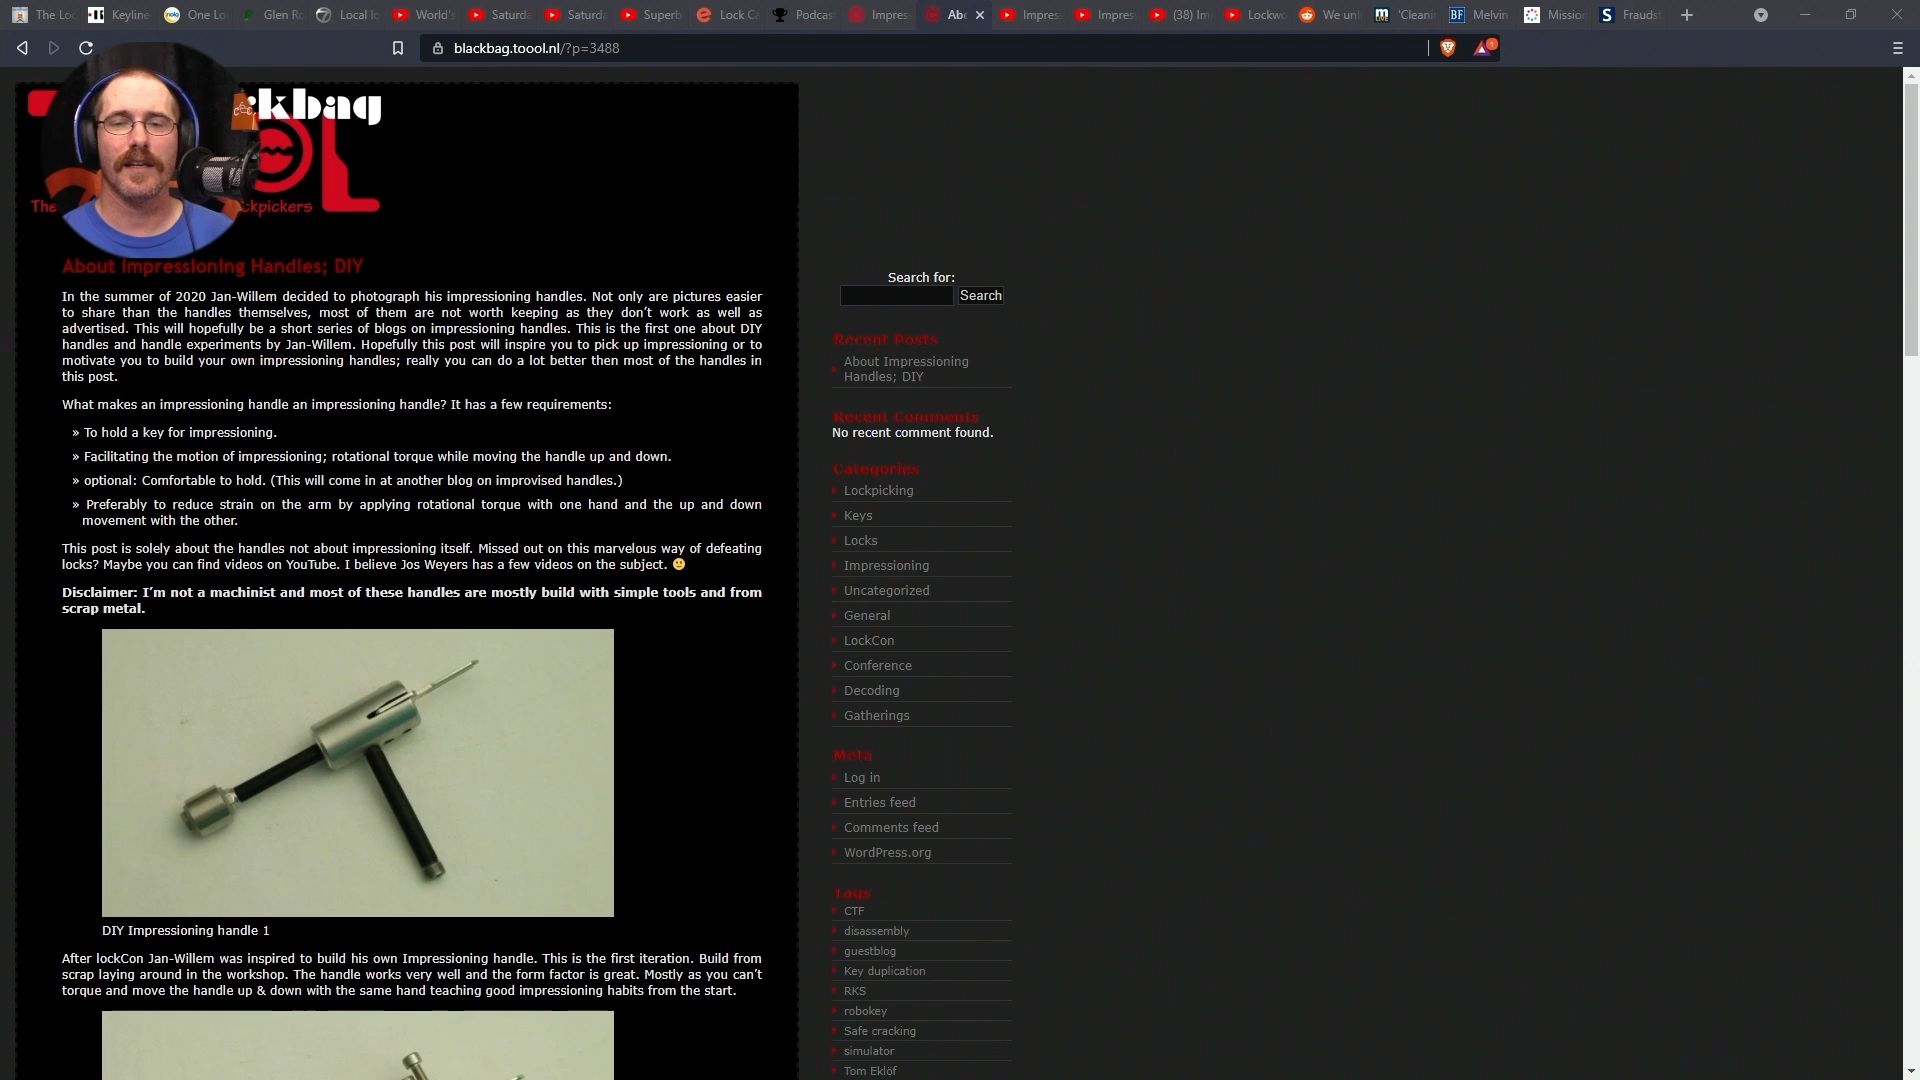 The Lo
Keyline
One Lo
Glen Ro
Local lo
World's
Saturda
Saturda
Superb
Lock Ca
Podcas
Impres
Abo
Impres
Impres
(38) Im
Lockwo
We unl
'Cleani
Melvin
Mission
Fraudst
blackbag.toool.nl/?p=3488
1
kbag
L
The
ckpickers
About Impressioning Handles; DIY
In the summer of 2020 Jan-Willem decided to photograph his impressioning handles. Not only are pictures easier
to share than the handles themselves, most of them are not worth keeping as they don't work as well as
advertised. This will hopefully be a short series of blogs on impressioning handles. This is the first one about DIY
handles and handle experiments by Jan-Willem. Hopefully this post will inspire you to pick up impressioning or to
motivate you to build your own impressioning handles; really you can do a lot better then most of the handles in
this post.
What makes an impressioning handle an impressioning handle? It has a few requirements:
» To hold a key for impressioning.
» Facilitating the motion of impressioning; rotational torque while moving the handle up and down.
» optional: Comfortable to hold. (This will come in at another blog on improvised handles.)
» Preferably to reduce strain on the arm by applying rotational torque with one hand and the up and down
movement with the other.
This post is solely about the handles not about impressioning itself. Missed out on this marvelous way of defeating
locks? Maybe you can find videos on YouTube. I believe Jos Weyers has a few videos on the subject. 🙂
Disclaimer: I'm not a machinist and most of these handles are mostly build with simple tools and from
scrap metal.
DIY Impressioning handle 1
After lockCon Jan-Willem was inspired to build his own Impressioning handle. This is the first iteration. Build from
scrap laying around in the workshop. The handle works very well and the form factor is great. Mostly as you can't
torque and move the handle up & down with the same hand teaching good impressioning habits from the start.
Search for:
Search
Recent Posts
About Impressioning
Handles; DIY
Recent Comments
No recent comment found.
Categories
Lockpicking
Keys
Locks
Impressioning
Uncategorized
General
LockCon
Conference
Decoding
Gatherings
Meta
Log in
Entries feed
Comments feed
WordPress.org
Tags
CTF
disassembly
guestblog
Key duplication
RKS
robokey
Safe cracking
simulator
Tom Eklöf